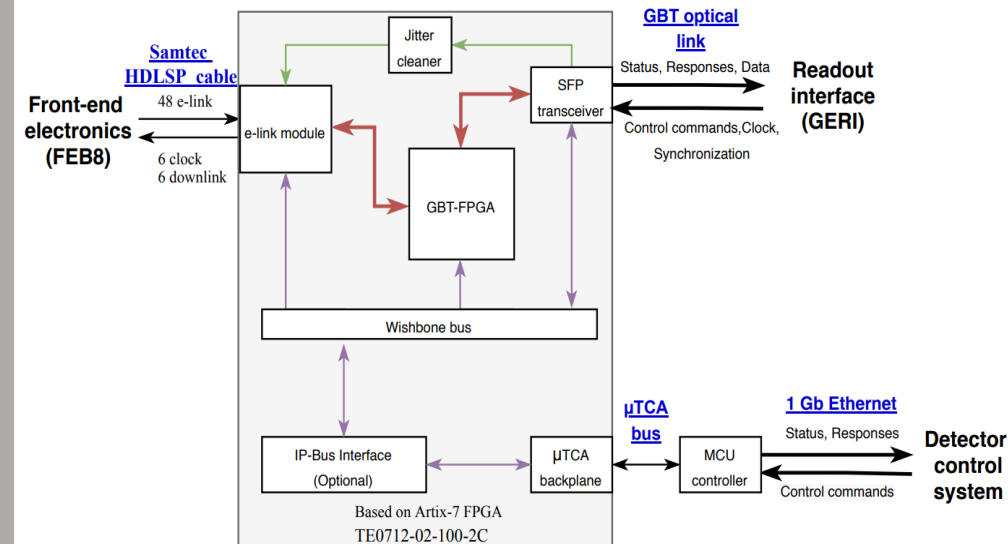 GBT optical
link
Jitter
cleaner
Samtec
HDLSP cable
Status, Responses, Data
SFP
transceiver
Readout
interface
(GERI)
Front-end
electronics
(FEB8)
48 e-link
e-link module
Control commands,Clock,
Synchronization
6 clock
6 downlink
GBT-FPGA
Wishbone bus
µTCA
bus
1 Gb Ethernet
Status, Responses
IP-Bus Interface
(Optional)
µTCA
backplane
MCU
controller
Detector
control
system
Control commands
Based on Artix-7 FPGA
TE0712-02-100-2C